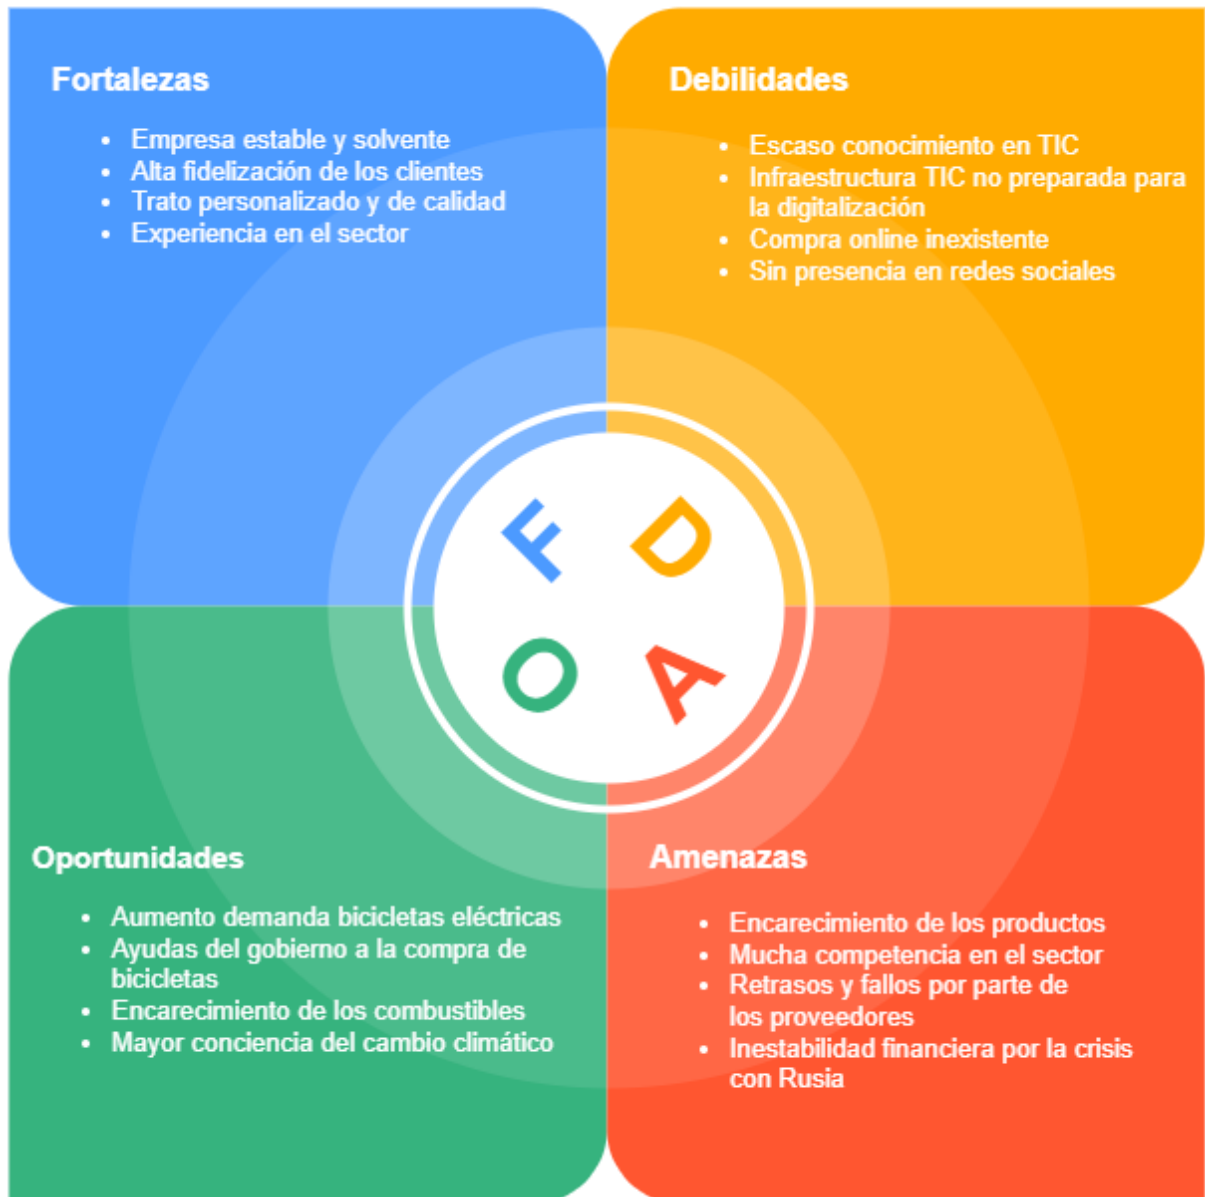 Fortalezas
• Empresa estable y solvente
• Alta fidelización de los clientes
• Trato personalizado y de calidad
• Experiencia en el sector
Debilidades
• Escaso conocimiento en TIC
• Infraestructura TIC no preparada para
la digitalización
• Compra online inexistente
• Sin presencia en redes sociales
F
D
O
A
Oportunidades
• Aumento demanda bicicletas eléctricas
• Ayudas del gobierno a la compra de
bicicletas
• Encarecimiento de los combustibles
• Mayor conciencia del cambio climático
Amenazas
• Encarecimiento de los productos
• Mucha competencia en el sector
• Retrasos y fallos por parte de
los proveedores
• Inestabilidad financiera por la crisis
con Rusia